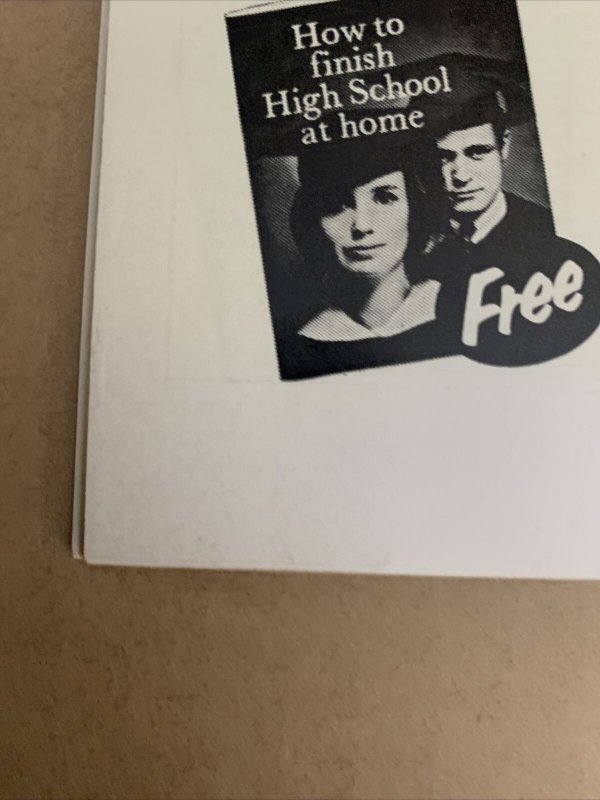 How to
finish
High School
at home
Free